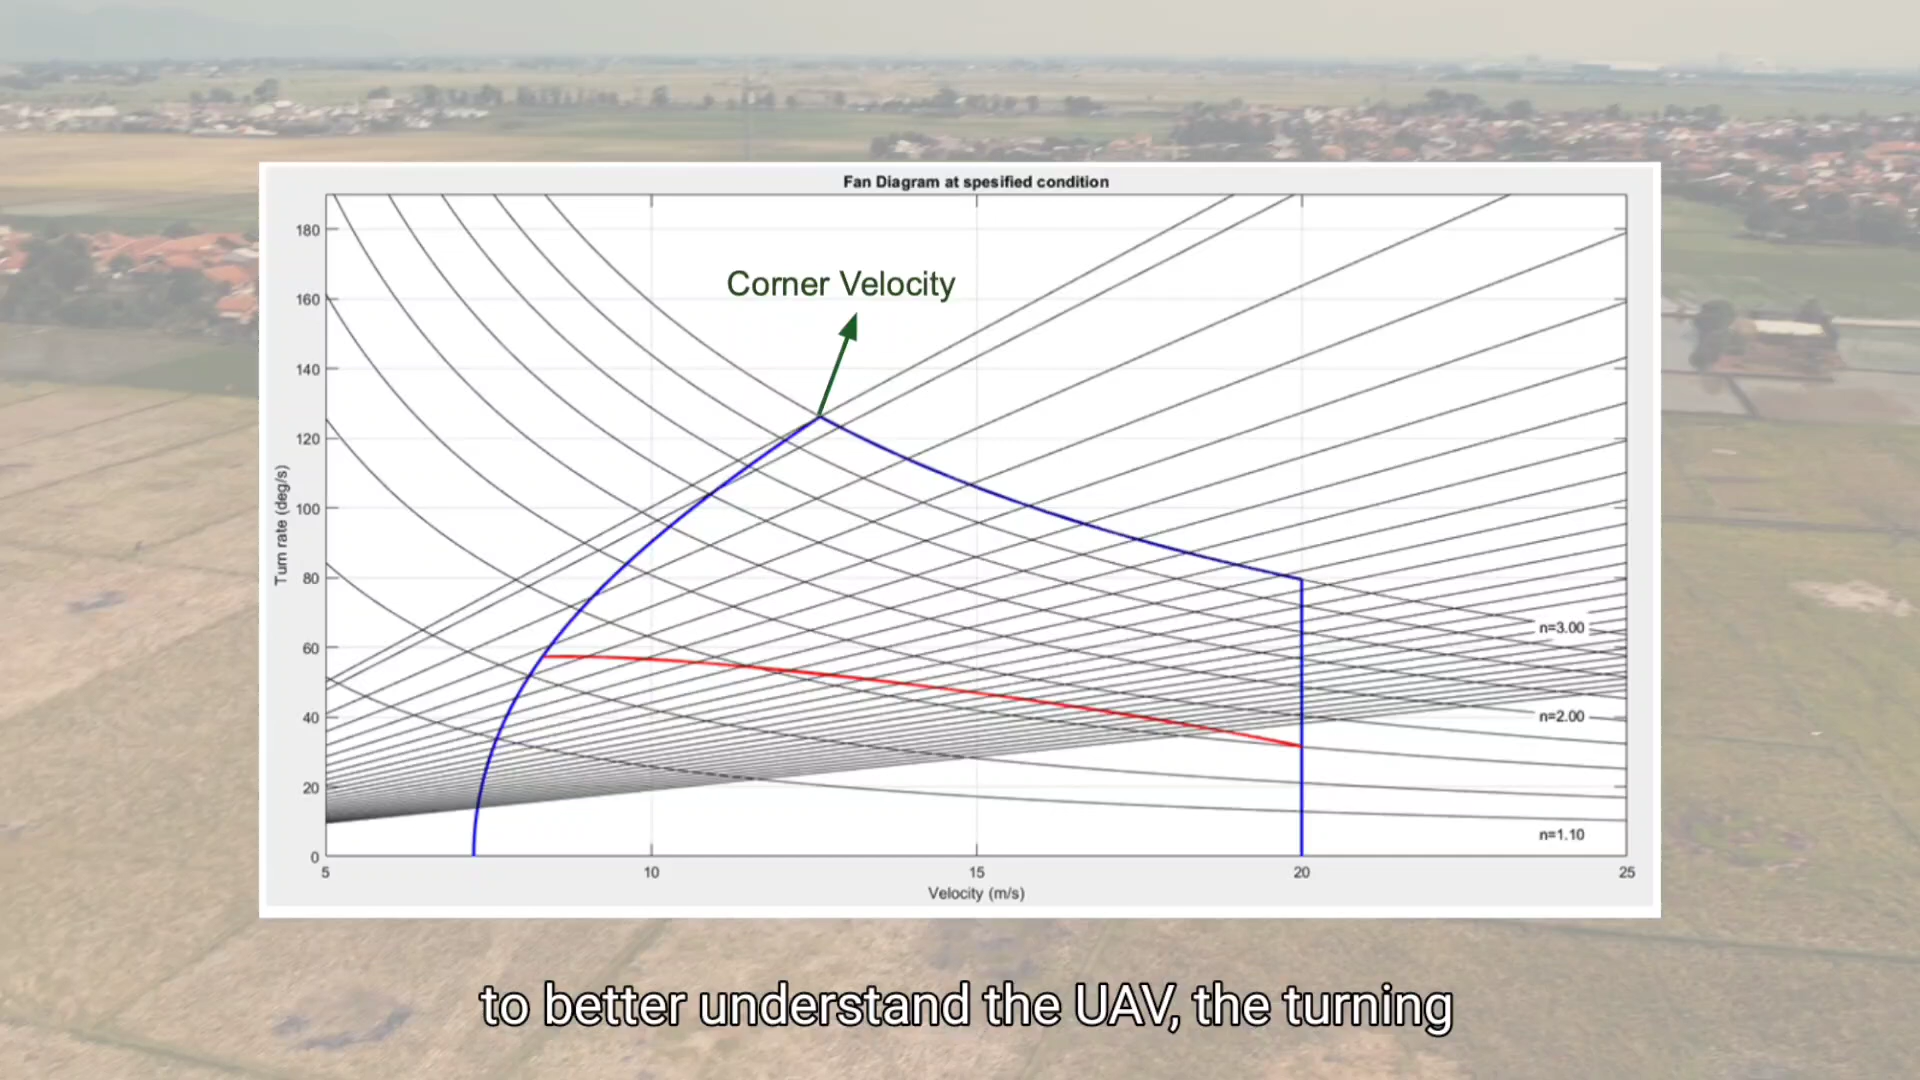 Fan Diagram at spesified condition
180
160
140
120
100
80
60
40
20
0
Turn rate (deg/s)
Corner Velocity
n=3.00
n=2.00
n=1.10
5 10 15 20 25
Velocity (m/s)
to better understand the UAV, the turning